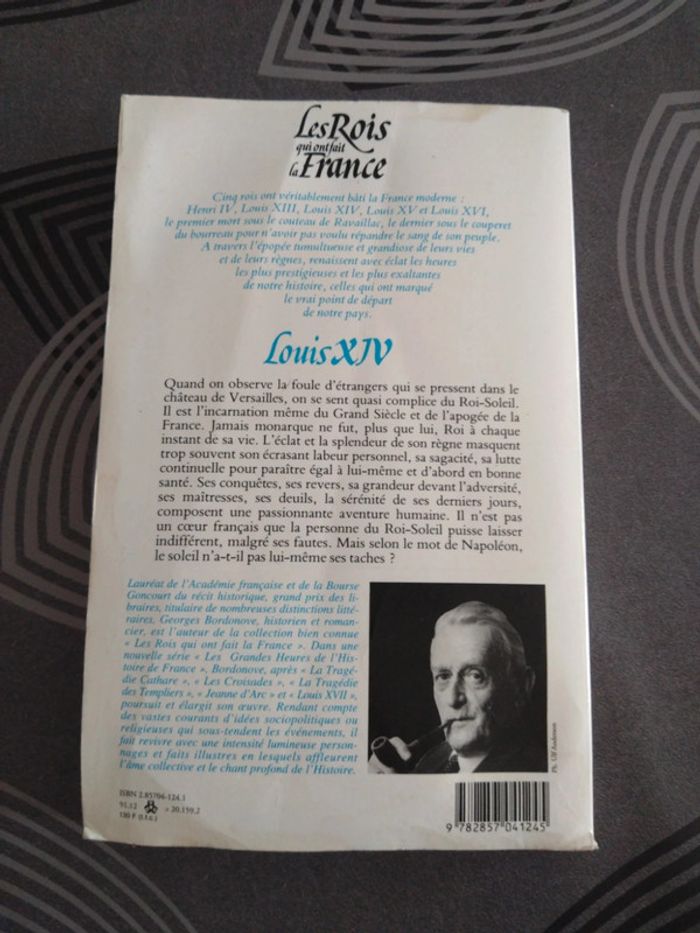 Les Rois
qui ont fait
la France
Cinq rois ont véritablement bâti la France moderne :
Henri IV, Louis XIII, Louis XIV, Louis XV et Louis XVI,
le premier mort sous le couteau de Ravaillac, le dernier sous le couperet
du bourreau pour n'avoir pas voulu répandre le sang de son peuple.
A travers l'épopée tumultueuse et grandiose de leurs vies
et de leurs règnes, renaissent avec éclat les heures
les plus prestigieuses et les plus exaltantes
de notre histoire, celles qui ont marqué
le vrai point de départ
de notre pays.
Louis XIV
Quand on observe la foule d'étrangers qui se pressent dans le
château de Versailles, on se sent quasi complice du Roi-Soleil.
Il est l'incarnation même du Grand Siècle et de l'apogée de la
France. Jamais monarque ne fut, plus que lui, Roi à chaque
instant de sa vie. L'éclat et la splendeur de son règne masquent
trop souvent son écrasant labeur personnel, sa sagacité, sa lutte
continuelle pour paraître égal à lui-même et d'abord en bonne
santé. Ses conquêtes, ses revers, sa grandeur devant l'adversité,
ses maîtresses, ses deuils, la sérénité de ses derniers jours,
composent une passionnante aventure humaine. Il n'est pas
un cœur français que la personne du Roi-Soleil puisse laisser
indifférent, malgré ses fautes. Mais selon le mot de Napoléon,
le soleil n'a-t-il pas lui-même ses taches ?
Lauréat de l'Académie française et de la Bourse
Goncourt du récit historique, grand prix des li-
braires, titulaire de nombreuses distinctions litté-
raires, Georges Bordonove, historien et roman-
cier, est l'auteur de la collection bien connue
« Les Rois qui ont fait la France ». Dans une
nouvelle série « Les Grandes Heures de l'His-
toire de France », Bordonove, après « La Tragé-
die Cathare », « Les Croisades », « La Tragédie
des Templiers », « Jeanne d'Arc » et « Louis XVII »,
poursuit et élargit son œuvre. Rendant compte
des vastes courants d'idées sociopolitiques ou
religieuses qui sous-tendent les événements, il
fait revivre avec une intensité lumineuse person-
nages et faits illustres en lesquels affleurent
l'âme collective et le chant profond de l'Histoire.
Ph. Ulf Andersen
ISBN 2.85704-124.1
91.12 20.159.2
130 F (t.t.c.)
9 782857 041245